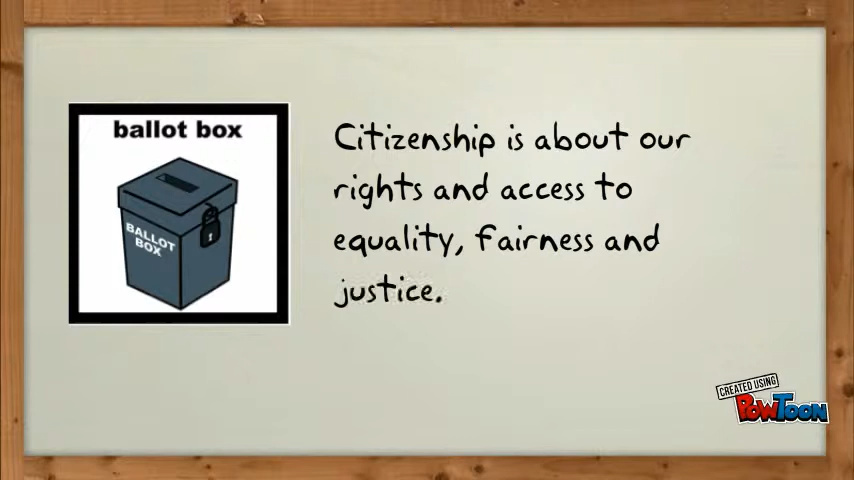 ballot box
BALLOT
BOX
Citizenship is about our
rights and access to
equality, fairness and
justice.
CREATED USING
POWTOON